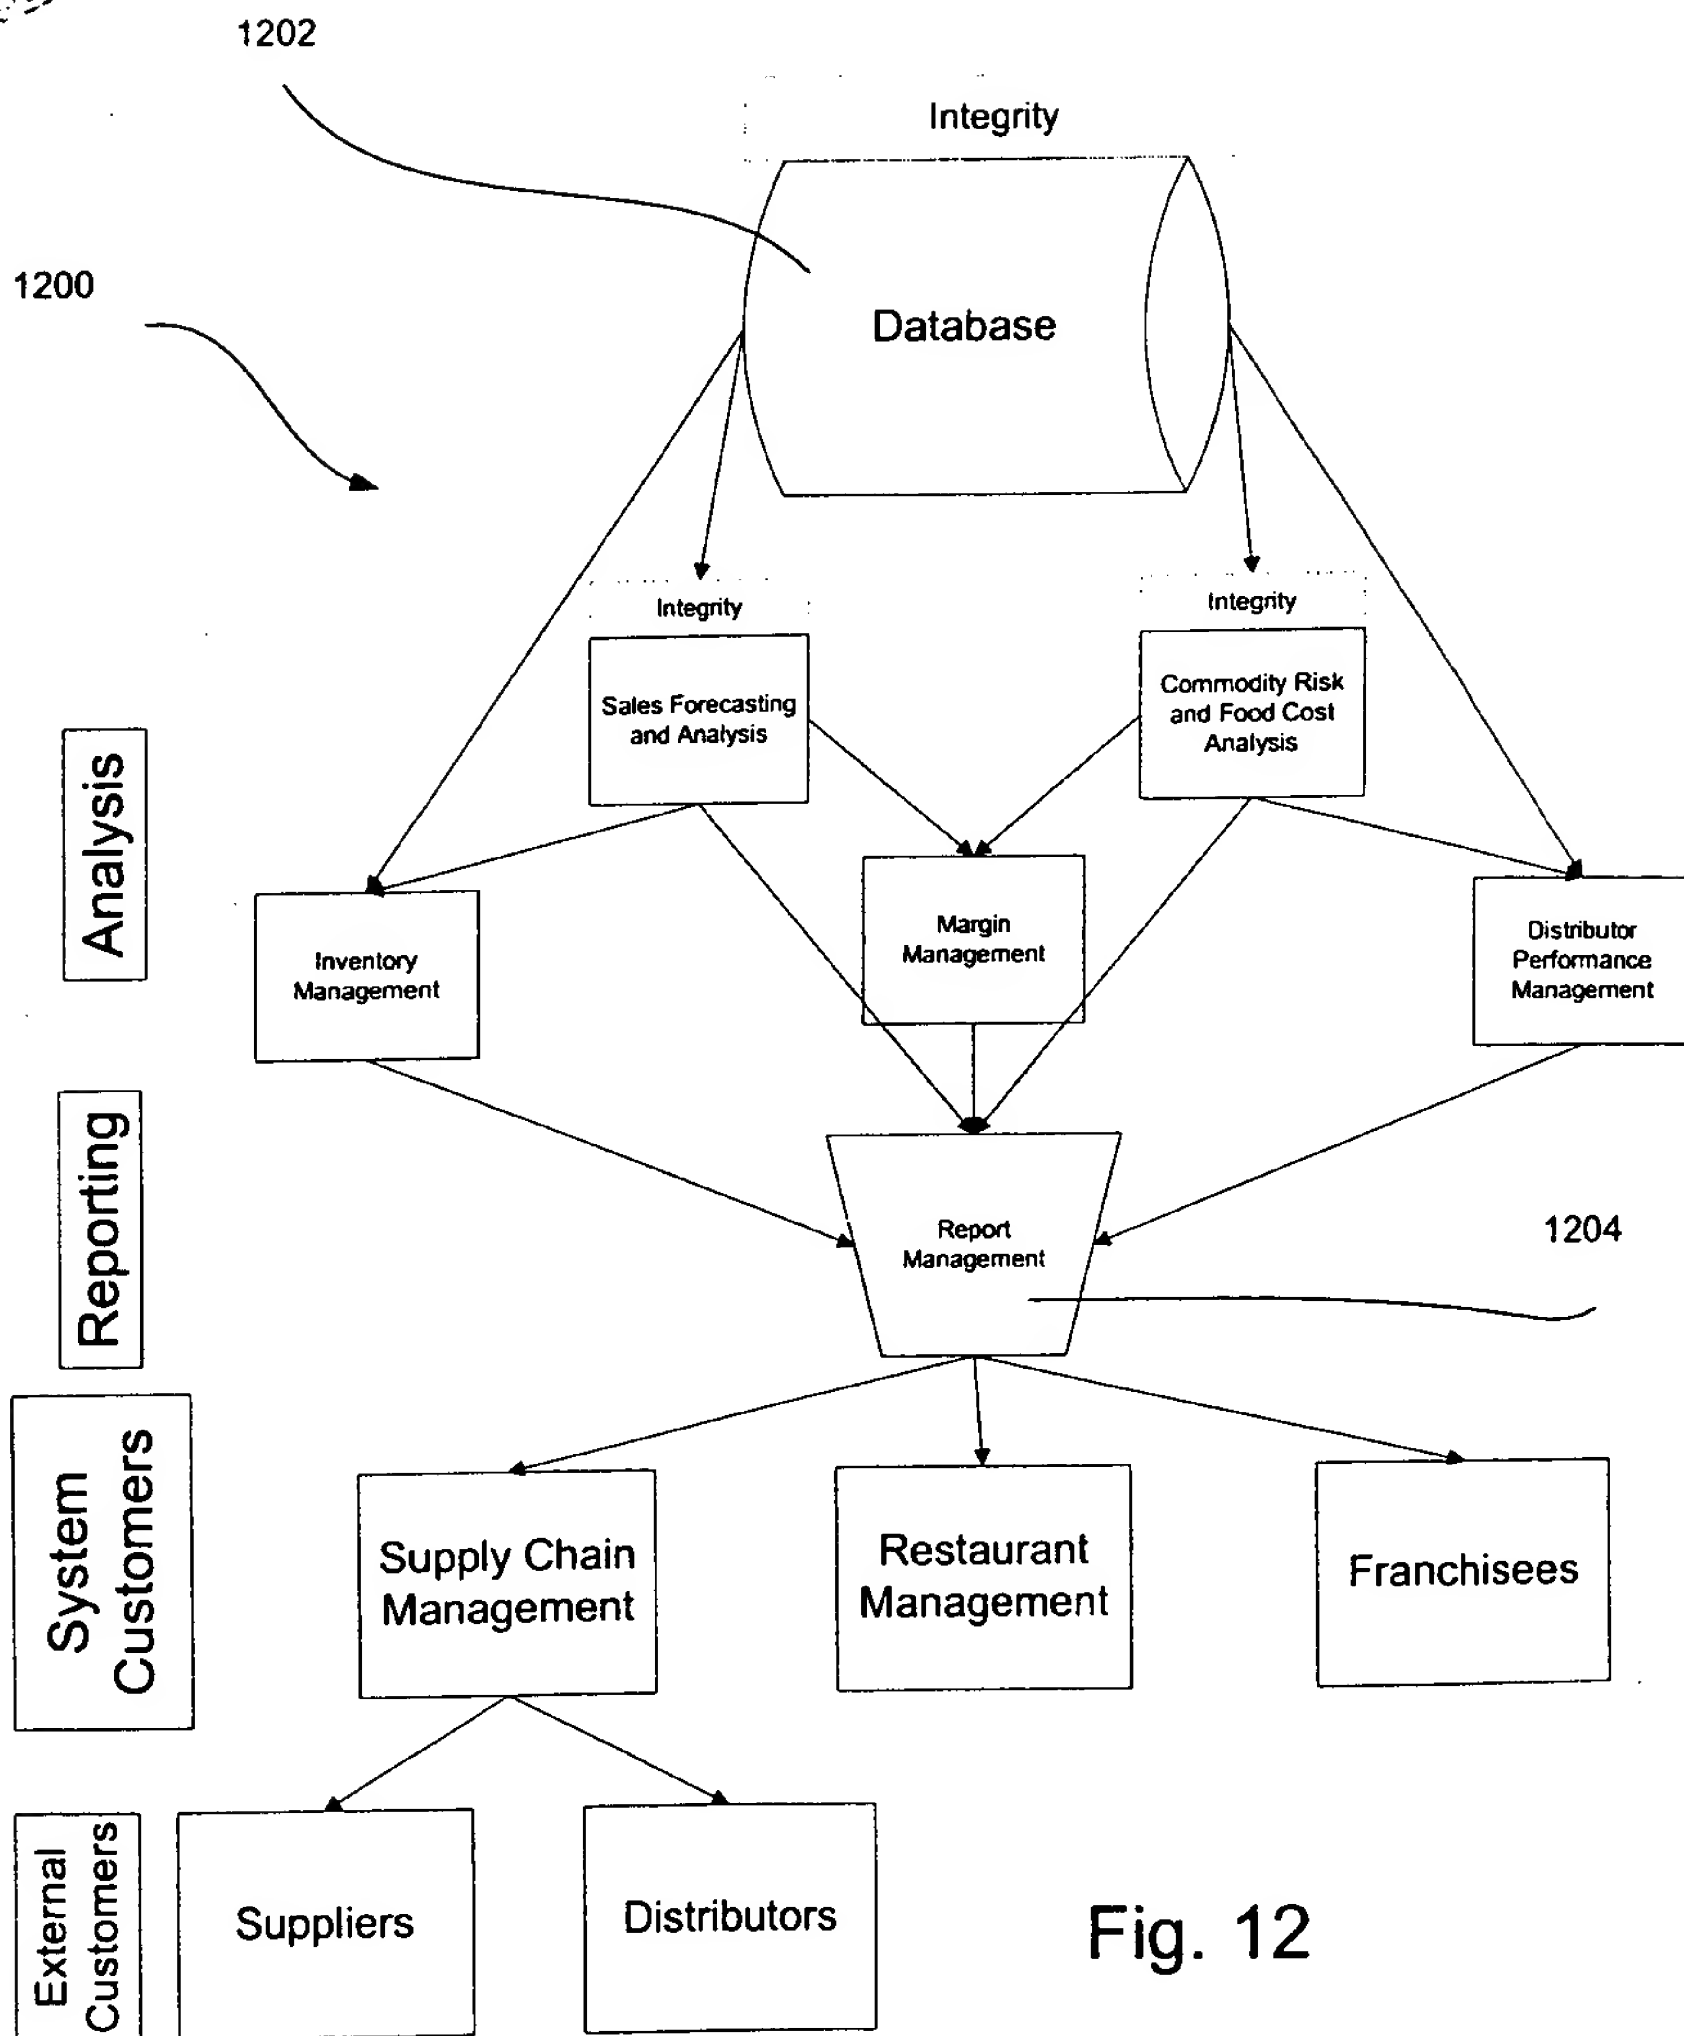 1202
Integrity
1200
Database
Integrity
Integrity
Sales Forecasting
and Analysis
Commodity Risk
and Food Cost
Analysis
Analysis
Inventory
Management
Margin
Management
Distributor
Performance
Management
Reporting
Report
Management
1204
System
Customers
Supply Chain
Management
Restaurant
Management
Franchisees
External
Customers
Suppliers
Distributors
Fig. 12